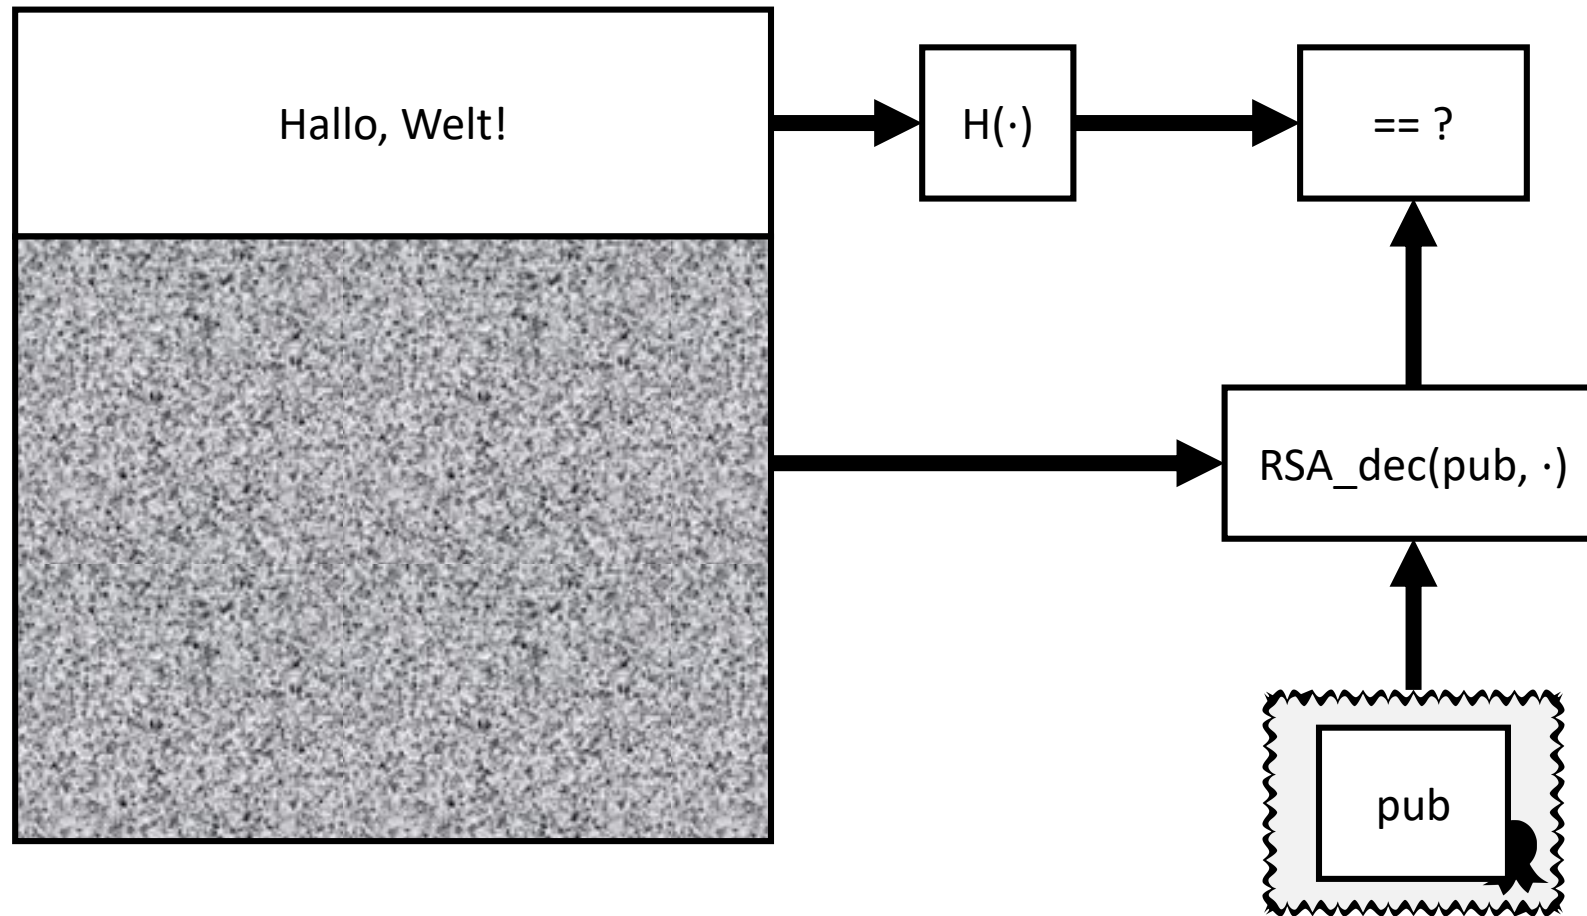 Hallo, Welt!
H(·)
== ?
RSA_dec(pub, ·)
pub